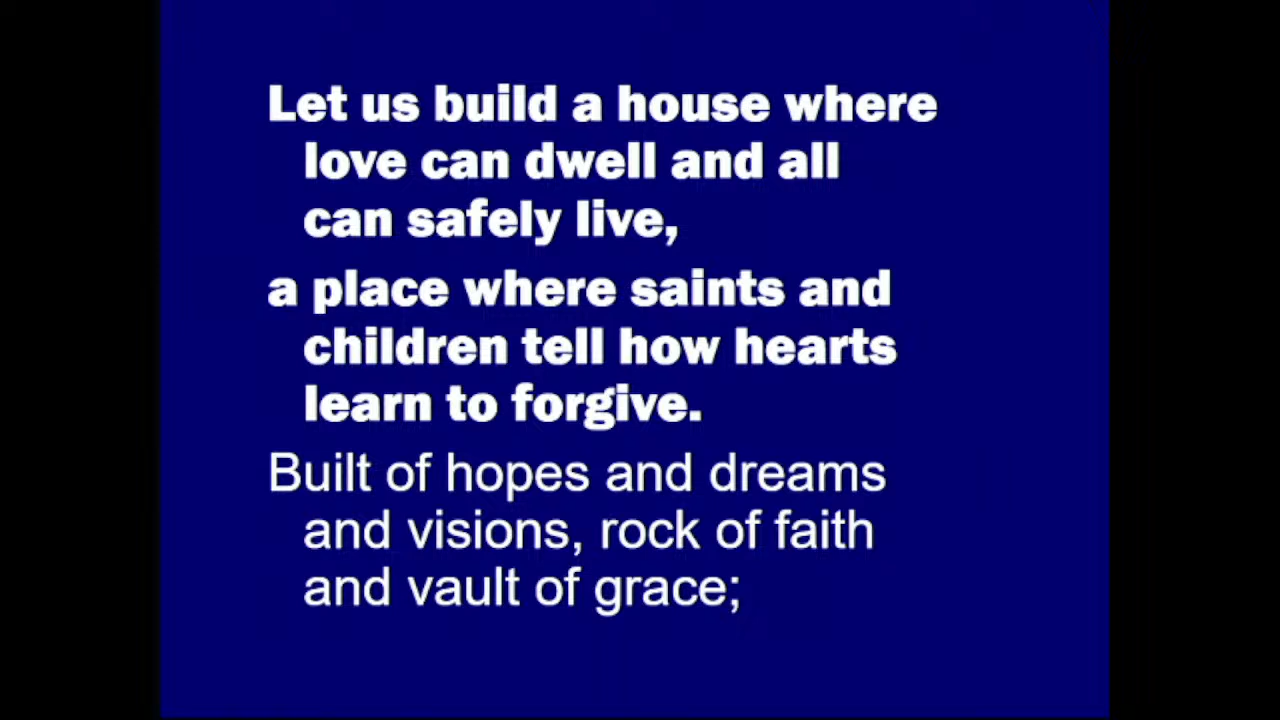 Let us build a house where
love can dwell and all
can safely live,
a place where saints and
children tell how hearts
learn to forgive.
Built of hopes and dreams
and visions, rock of faith
and vault of grace;